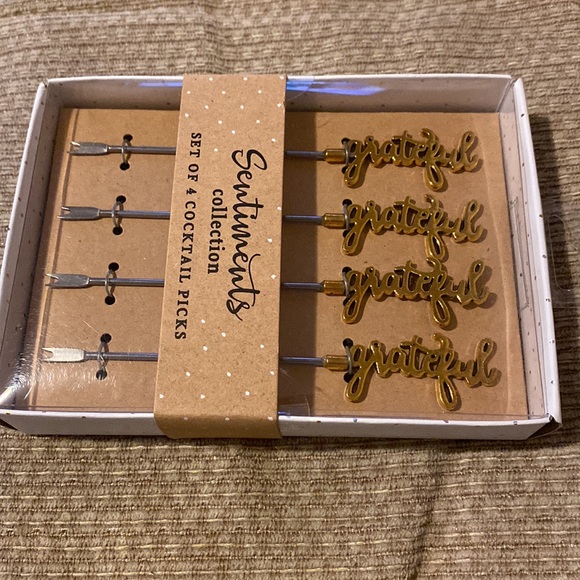 Sentiments
collection
SET OF 4 COCKTAIL PICKS
grateful
grateful
grateful
grateful